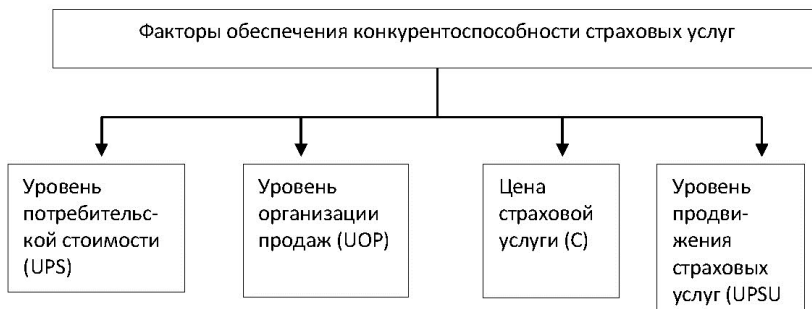 Факторы обеспечения конкурентоспособности страховых услуг
Уровень
потребительс-
кой стоимости
(UPS)
Уровень
организации
продаж (UOP)
Цена
страховой
услуги (С)
Уровень
продви-
жения
страховых
услуг (UPSU